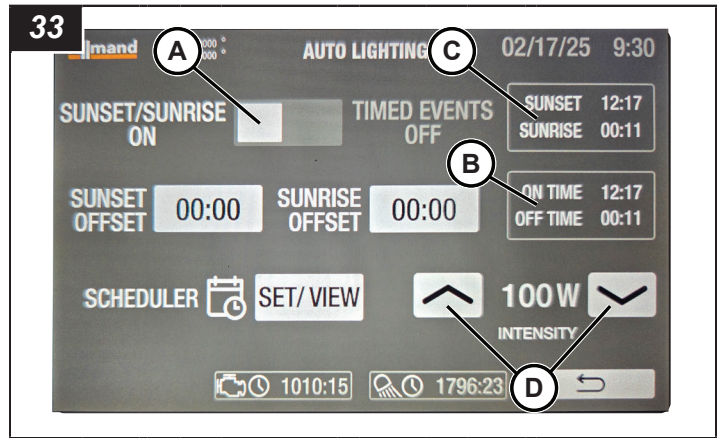 33
mand A AUTO LIGHTING C 02/17/25 9:30
SUNSET/SUNRISE
ON
TIMED EVENTS
OFF
SUNSET 12:17
SUNRISE 00:11
B
ON TIME 12:17
OFF TIME 00:11
SUNSET
OFFSET
00:00
SUNRISE
OFFSET
00:00
SCHEDULER SET/ VIEW 100W
INTENSITY
1010:15 1796:23 D